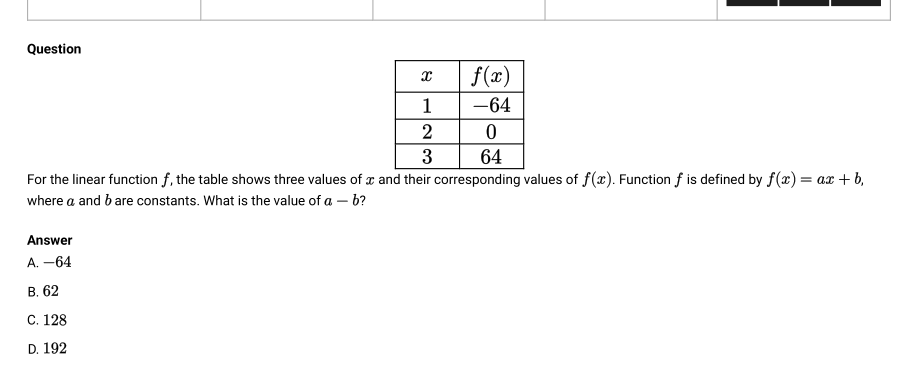 Question
x f(x)
1 −64
2 0
3 64
For the linear function f, the table shows three values of x and their corresponding values of f(x). Function f is defined by f(x) = ax + b,
where a and b are constants. What is the value of a − b?
Answer
A. −64
B. 62
C. 128
D. 192